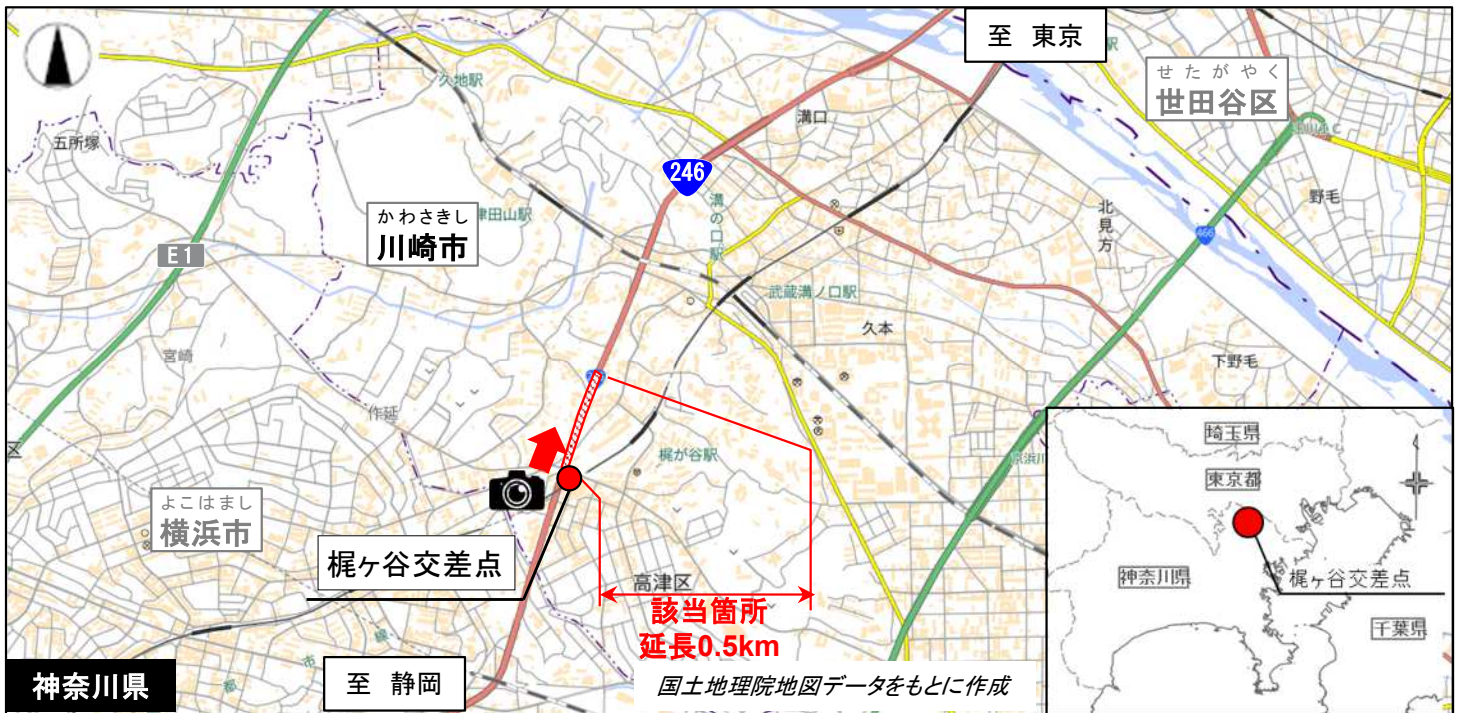 至 東京
せたがやく
世田谷区
久地駅
溝口
五所塚
246
野毛
かわさきし
川崎市
津田山駅
溝の口駅
北見方
466
E1
武蔵溝ノ口駅
久本
宮崎
下野毛
作延
梶が谷駅
埼玉県
東京都
よこはまし
横浜市
梶ヶ谷交差点
高津区
神奈川県
梶ヶ谷交差点
該当箇所
延長0.5km
千葉県
神奈川県
至 静岡
国土地理院地図データをもとに作成